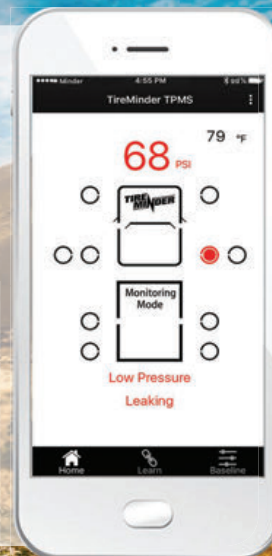 Minder 4:55 PM 99%
TireMinder TPMS
79 °F
68 PSI
TIRE MINDER
Monitoring
Mode
Low Pressure
Leaking
Home Learn Baseline